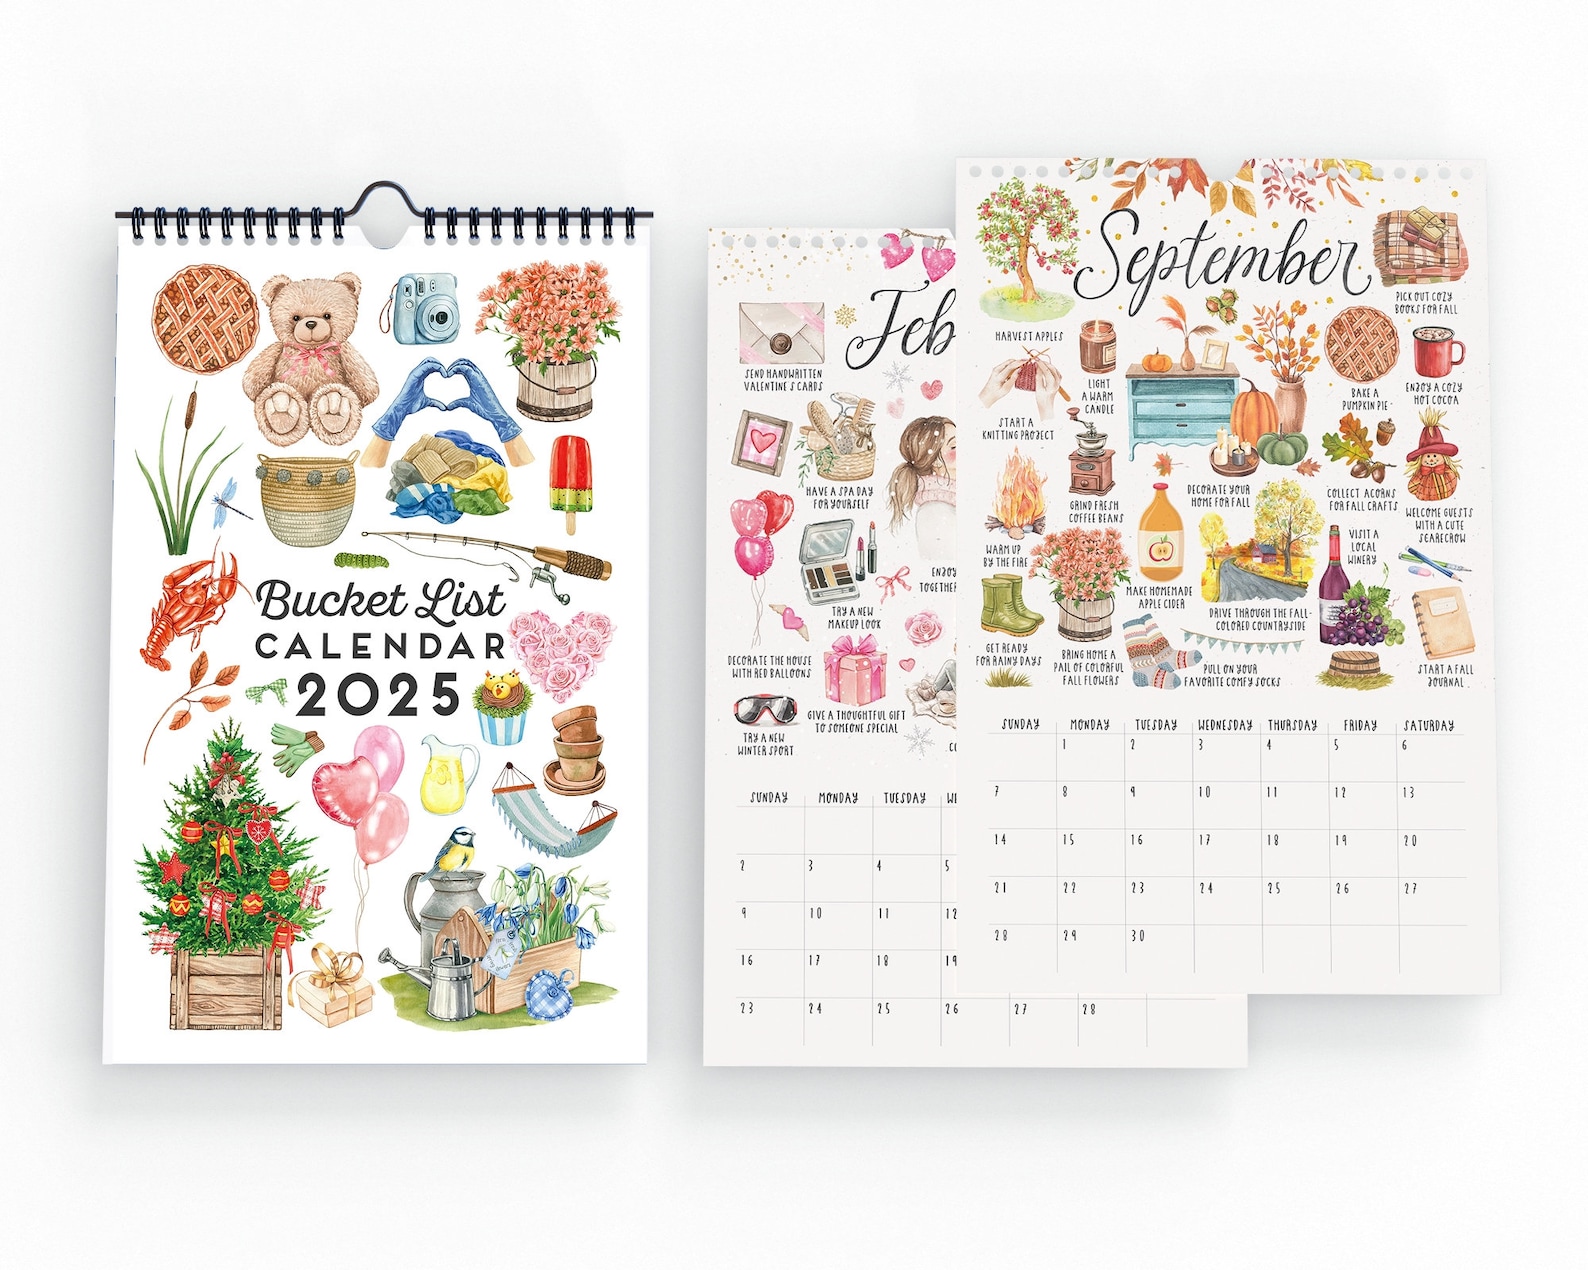 Bucket List
CALENDAR
2025
Feb
SEND HANDWRITTEN
VALENTINE'S CARDS
HAVE A SPA DAY
FOR YOURSELF
TRY A NEW
MAKEUP LOOK
ENJOY
TOGETHER
DECORATE THE HOUSE
WITH RED BALLOONS
GIVE A THOUGHTFUL GIFT
TO SOMEONE SPECIAL
TRY A NEW
WINTER SPORT
SUNDAY MONDAY TUESDAY WE
2 3 4 5
9 10 11 12
16 17 18 19
23 24 25 26 27 28
September
HARVEST APPLES
PICK OUT COZY
BOOKS FOR FALL
LIGHT
A WARM
CANDLE
BAKE A
PUMPKIN PIE
ENJOY A COZY
HOT COCOA
START A
KNITTING PROJECT
GRIND FRESH
COFFEE BEANS
DECORATE YOUR
HOME FOR FALL
COLLECT ACORNS
FOR FALL CRAFTS
WELCOME GUESTS
WITH A CUTE
SCARECROW
WARM UP
BY THE FIRE
VISIT A
LOCAL
WINERY
MAKE HOMEMADE
APPLE CIDER
DRIVE THROUGH THE FALL-
COLORED COUNTRYSIDE
GET READY
FOR RAINY DAYS
BRING HOME A
PAIL OF COLORFUL
FALL FLOWERS
PULL ON YOUR
FAVORITE COMFY SOCKS
START A FALL
JOURNAL
SUNDAY MONDAY TUESDAY WEDNESDAY THURSDAY FRIDAY SATURDAY
1 2 3 4 5 6
7 8 9 10 11 12 13
14 15 16 17 18 19 20
21 22 23 24 25 26 27
28 29 30